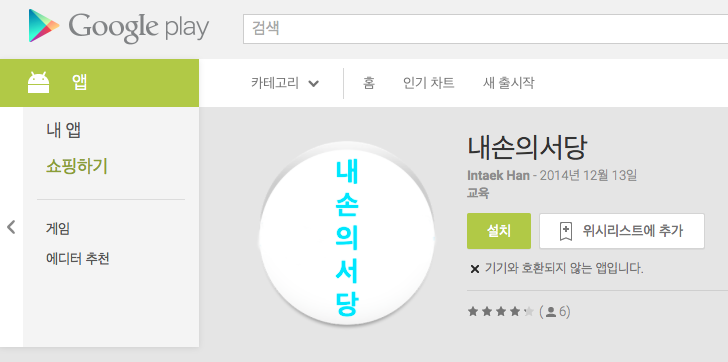 Google play
검색
앱
카테고리
홈
인기 차트
새 출시작
내 앱
쇼핑하기
게임
에디터 추천
내
손
의
서
당
내손의서당
Intaek Han - 2014년 12월 13일
교육
설치
위시리스트에 추가
기기와 호환되지 않는 앱입니다.
(6)